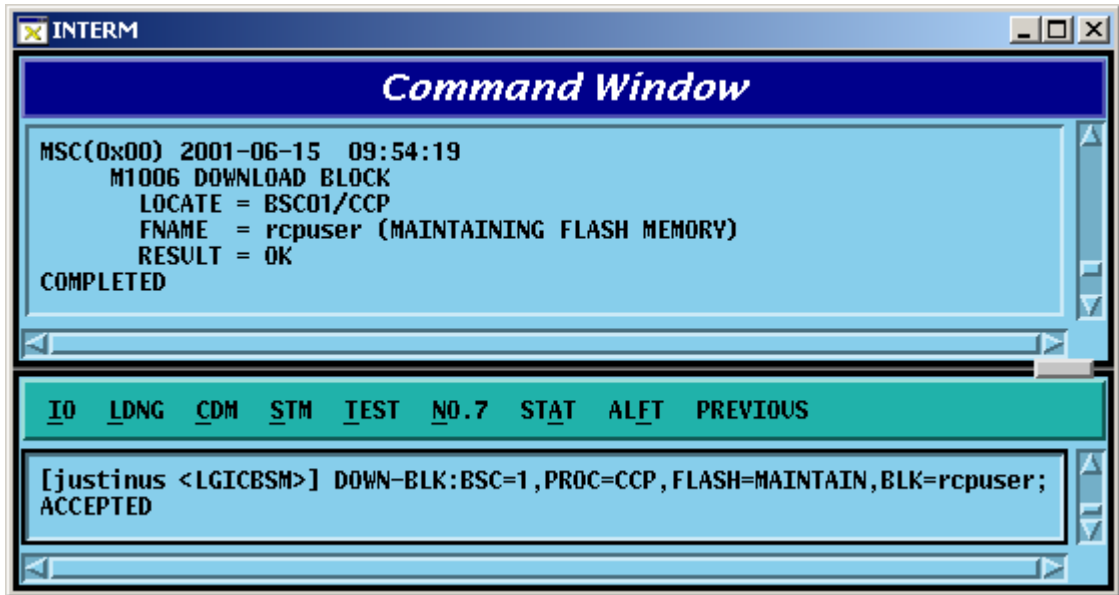 INTERM
Command Window
MSC(0x00) 2001-06-15 09:54:19
M1006 DOWNLOAD BLOCK
LOCATE = BSC01/CCP
FNAME = rcpuser (MAINTAINING FLASH MEMORY)
RESULT = OK
COMPLETED
IO LDNG CDM STM TEST NO.7 STAT ALFT PREVIOUS
[justinus <LGICBSM>] DOWN-BLK:BSC=1,PROC=CCP,FLASH=MAINTAIN,BLK=rcpuser;
ACCEPTED